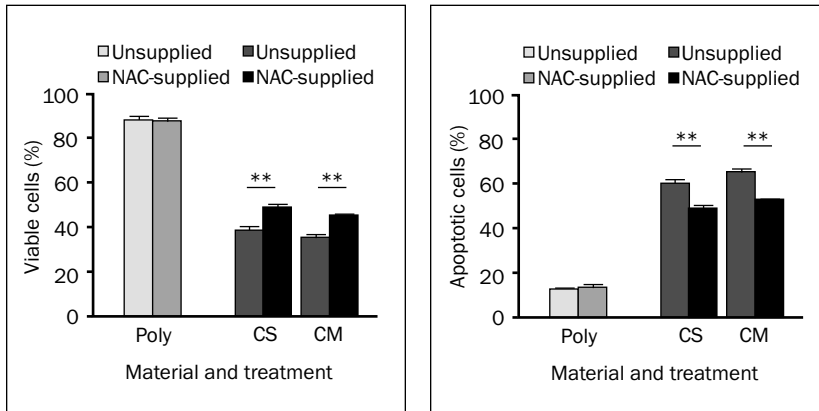 Unsupplied Unsupplied
NAC-supplied NAC-supplied
100
80
60
40
20
0
Viable cells (%)
** **
Poly CS CM
Material and treatment
Unsupplied Unsupplied
NAC-supplied NAC-supplied
100
80
60
40
20
0
Apoptotic cells (%)
** **
Poly CS CM
Material and treatment